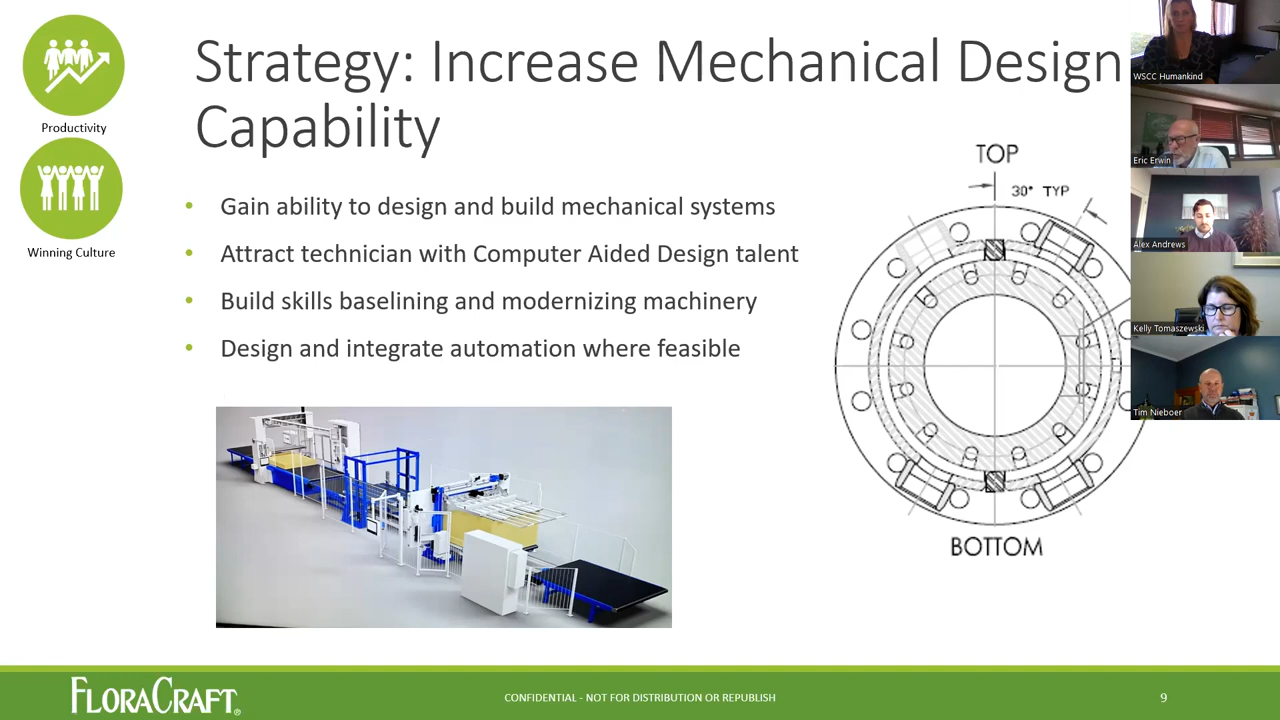 Strategy: Increase Mechanical Design
Capability
Productivity
Winning Culture
• Gain ability to design and build mechanical systems
• Attract technician with Computer Aided Design talent
• Build skills baselining and modernizing machinery
• Design and integrate automation where feasible
TOP
30° TYP
BOTTOM
WSCC Humankind
Eric Erwin
Alex Andrews
Kelly Tomaszewski
Tim Nieboer
FLORACRAFT®
CONFIDENTIAL - NOT FOR DISTRIBUTION OR REPUBLISH
9